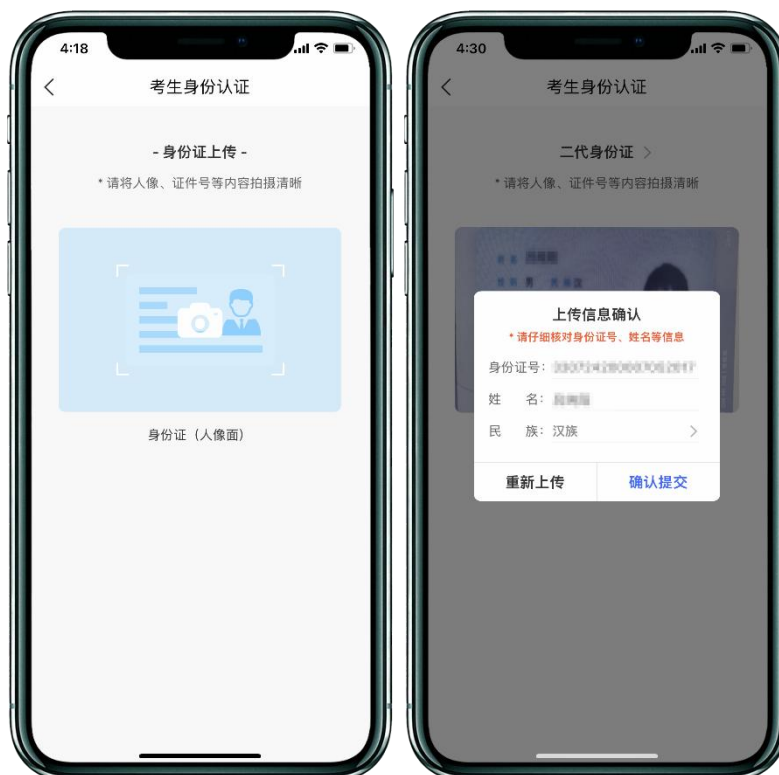 4:18
考生身份认证
- 身份证上传 -
* 请将人像、证件号等内容拍摄清晰
身份证（人像面）
4:30
考生身份认证
二代身份证 >
* 请将人像、证件号等内容拍摄清晰
上传信息确认
* 请仔细核对身份证号、姓名等信息
身份证号:
姓 名:
民 族: 汉族 >
重新上传 确认提交